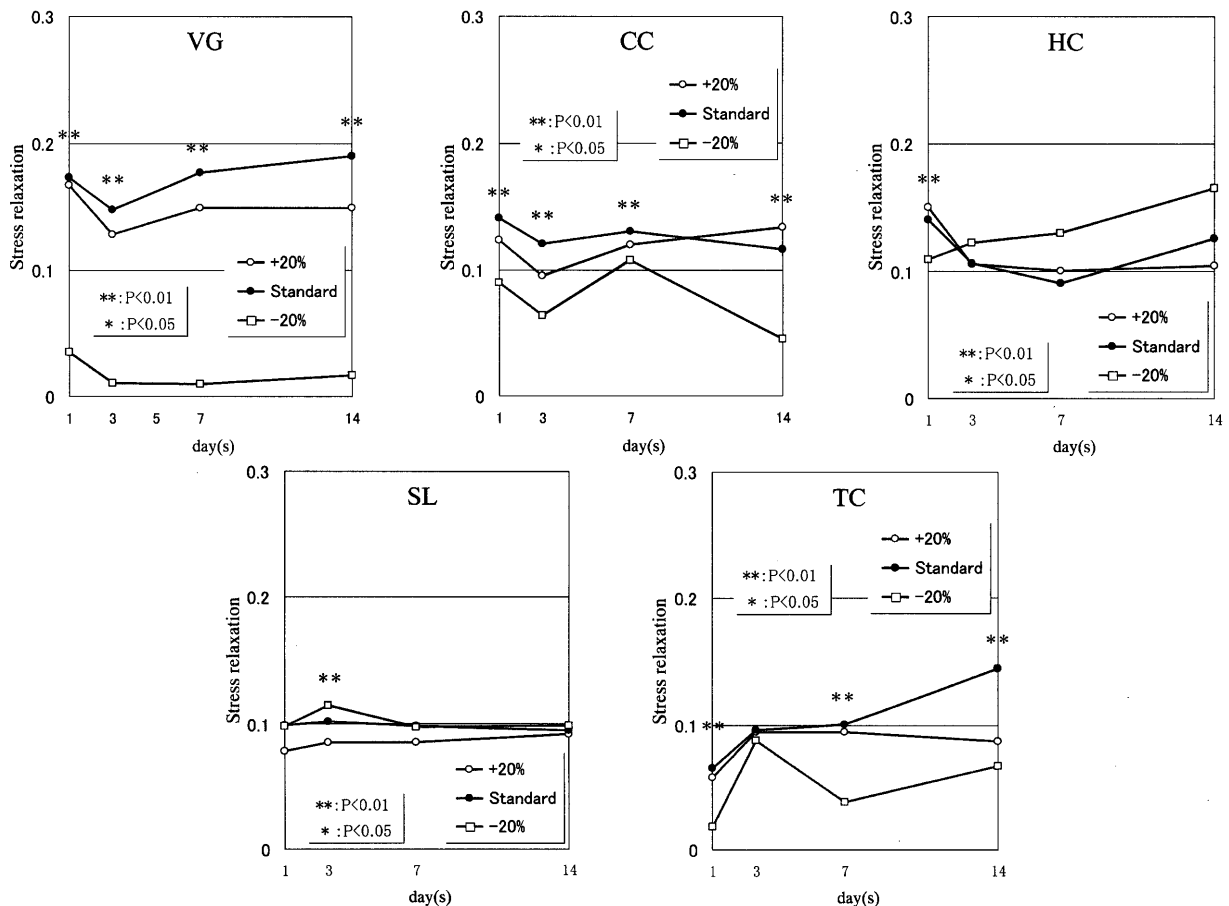 VG
0.3
0.2
0.1
0
Stress relaxation
**
**
**
**
+20%
Standard
−20%
**:P<0.01
*:P<0.05
1 3 5 7 14
day(s)
CC
0.3
0.2
0.1
0
Stress relaxation
+20%
Standard
−20%
**:P<0.01
*:P<0.05
**
**
**
**
1 3 7 14
day(s)
HC
0.3
0.2
0.1
0
Stress relaxation
**
+20%
Standard
−20%
**:P<0.01
*:P<0.05
1 3 7 14
day(s)
SL
0.3
0.2
0.1
0
Stress relaxation
**
+20%
Standard
−20%
**:P<0.01
*:P<0.05
1 3 7 14
day(s)
TC
0.3
0.2
0.1
0
Stress relaxation
+20%
Standard
−20%
**:P<0.01
*:P<0.05
**
**
**
1 3 7 14
day(s)